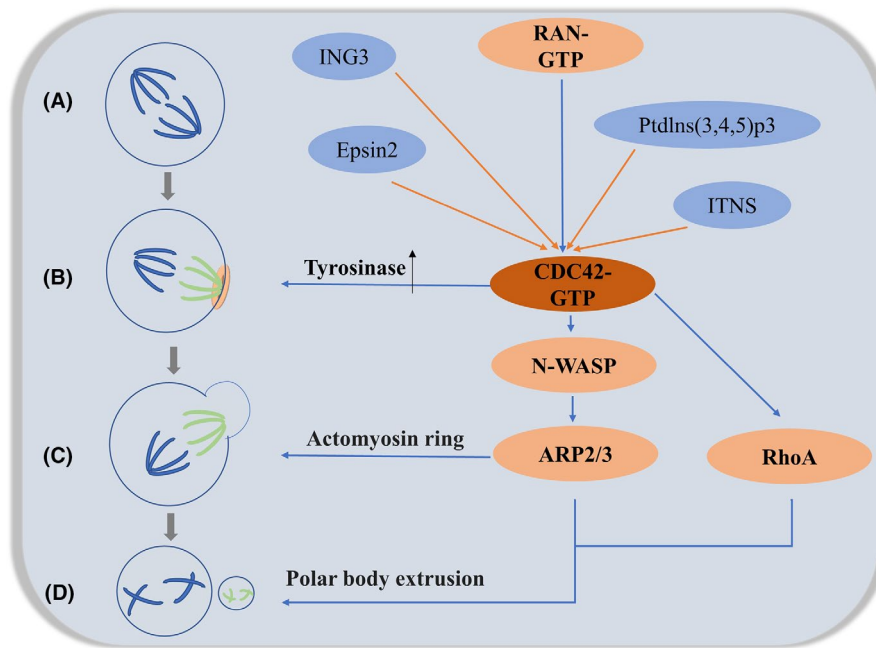 RAN-
GTP
ING3
(A)
Ptdlns(3,4,5)p3
Epsin2
ITNS
(B)
Tyrosinase
CDC42-
GTP
N-WASP
(C)
Actomyosin ring
ARP2/3
RhoA
(D)
Polar body extrusion